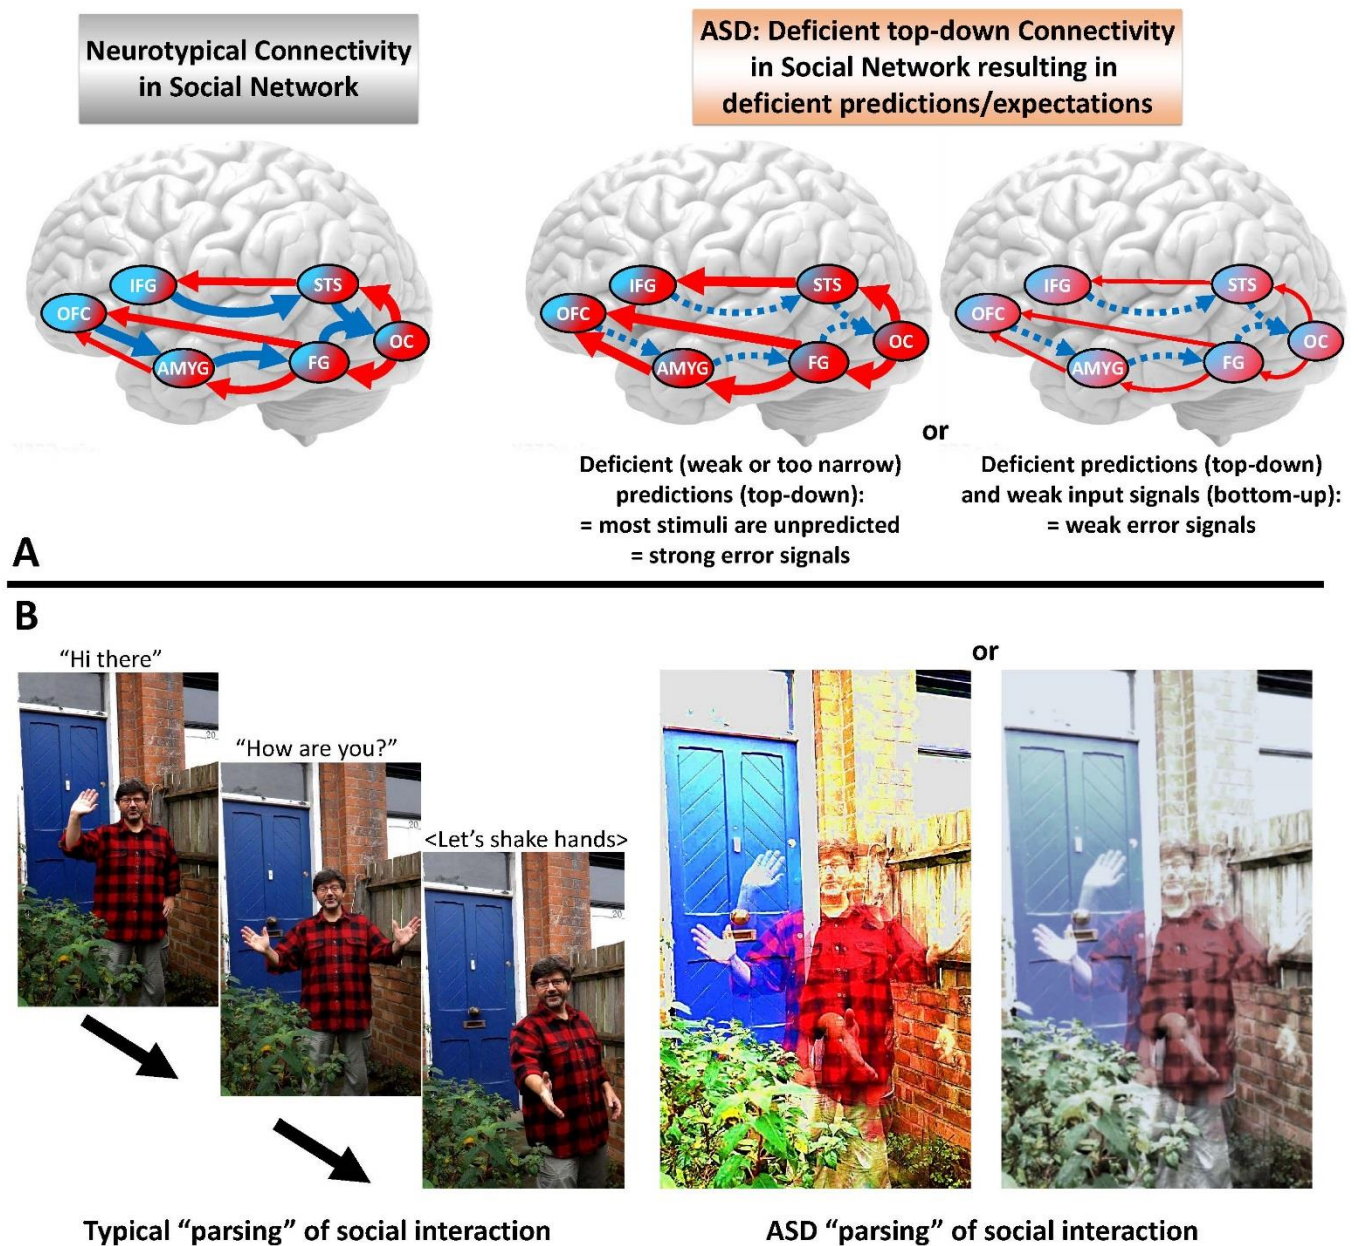 Neurotypical Connectivity
in Social Network
ASD: Deficient top-down Connectivity
in Social Network resulting in
deficient predictions/expectations
IFG
STS
OFC
OC
AMYG
FG
IFG
STS
OFC
OC
AMYG
FG
IFG
STS
OFC
OC
AMYG
FG
or
Deficient (weak or too narrow)
predictions (top-down):
= most stimuli are unpredicted
= strong error signals
Deficient predictions (top-down)
and weak input signals (bottom-up):
= weak error signals
A
B
“Hi there”
“How are you?”
<Let’s shake hands>
or
20
20
20
Typical “parsing” of social interaction
ASD “parsing” of social interaction